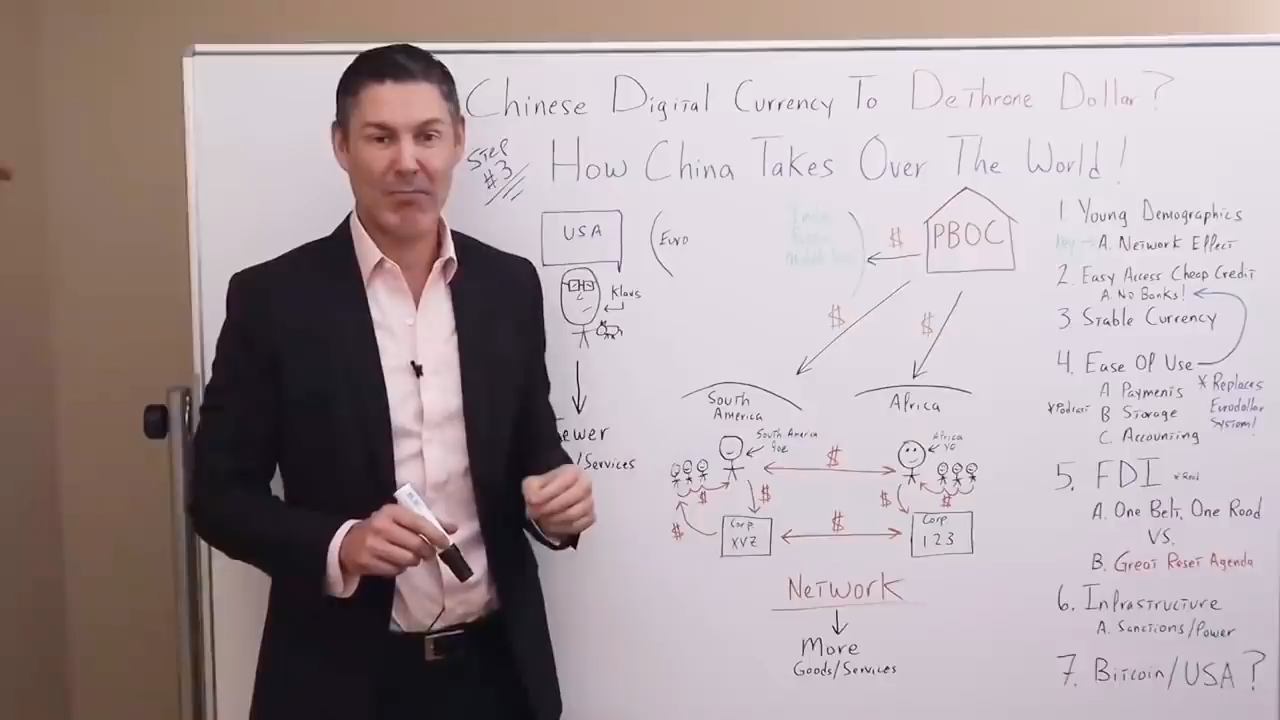 Chinese Digital Currency To Dethrone Dollar?
Step
#3
How China Takes Over The World!
USA
(Euro
)
$
PBOC
Klaus
$
$
South
America
Africa
South America
Joe
Africa
$
$
$
$
$
$
Corp.
XYZ
$
Corp.
123
ewer
/Services
Network
More
Goods/Services
1. Young Demographics
A. Network Effect
2. Easy Access Cheap Credit
A. No Banks!
3 Stable Currency
4. Ease Of Use
A Payments
*Podcast B Storage
C. Accounting
* Replaces
Eurodollar
System!
5. FDI
A. One Belt, One Road
VS.
B. Great Reset Agenda
6. Infrastructure
A. Sanctions/Power
7. Bitcoin/USA?